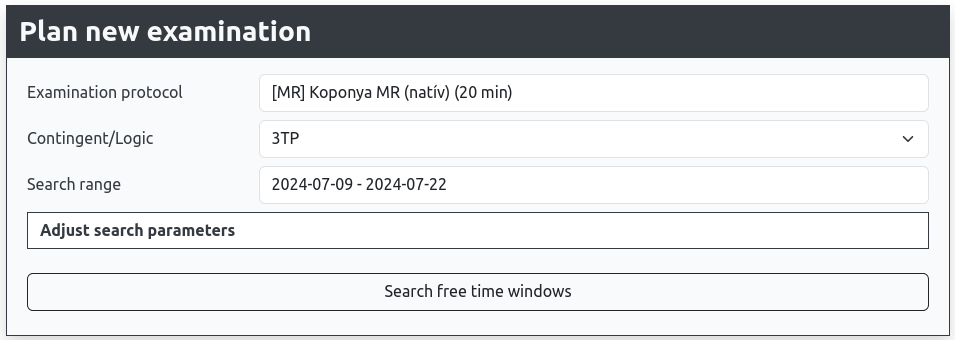 Plan new examination
Examination protocol [MR] Koponya MR (natív) (20 min)
Contingent/Logic 3TP
Search range 2024-07-09 - 2024-07-22
Adjust search parameters
Search free time windows